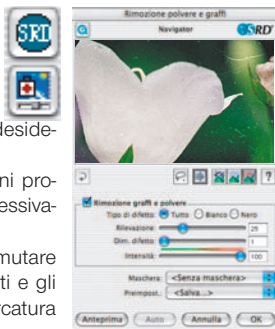 Rimozione polvere e graffi
SRD
Navigator
SRD
deside-
ni pro-
essiva-
mutare
ti e gli
rcatura
?
Rimozione graffi e polvere
Tipo di difetto: Tutto Bianco Nero
Rilevazione: 25
Dim. difetto: 1
Intensità: 100
Maschera: <Senza maschera>
Preimpost.: <Salva...>
Anteprima Auto Annulla OK